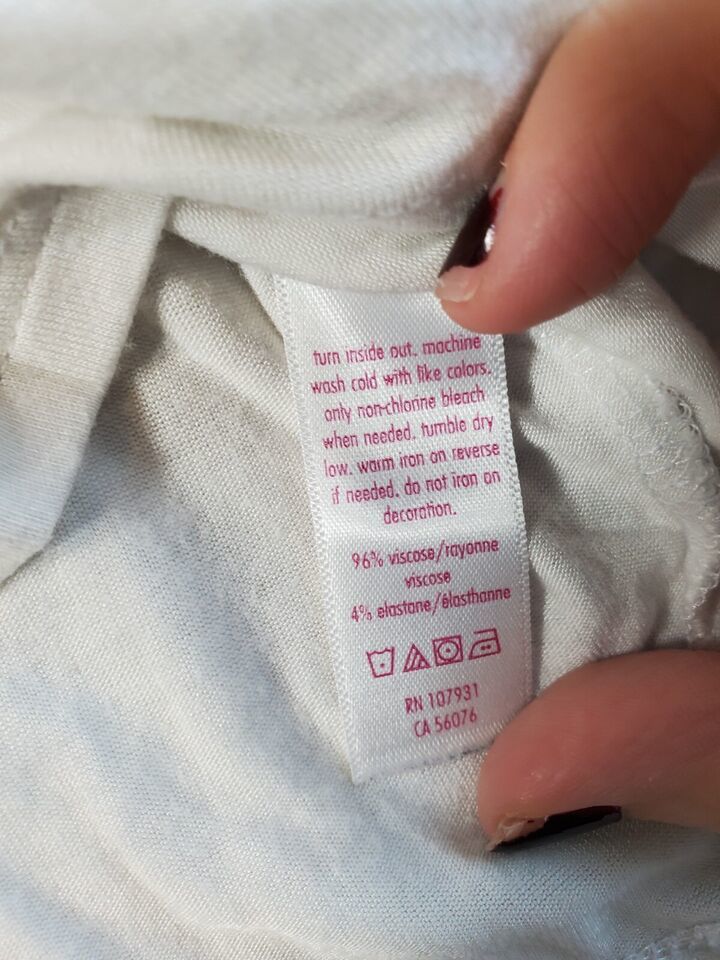 turn inside out. machine
wash cold with like colors.
only non-chlorine bleach
when needed. tumble dry
low. warm iron on reverse
if needed. do not iron on
decoration.
96% viscose/rayonne
viscose
4% elastane/élasthanne
RN 107931
CA 56076